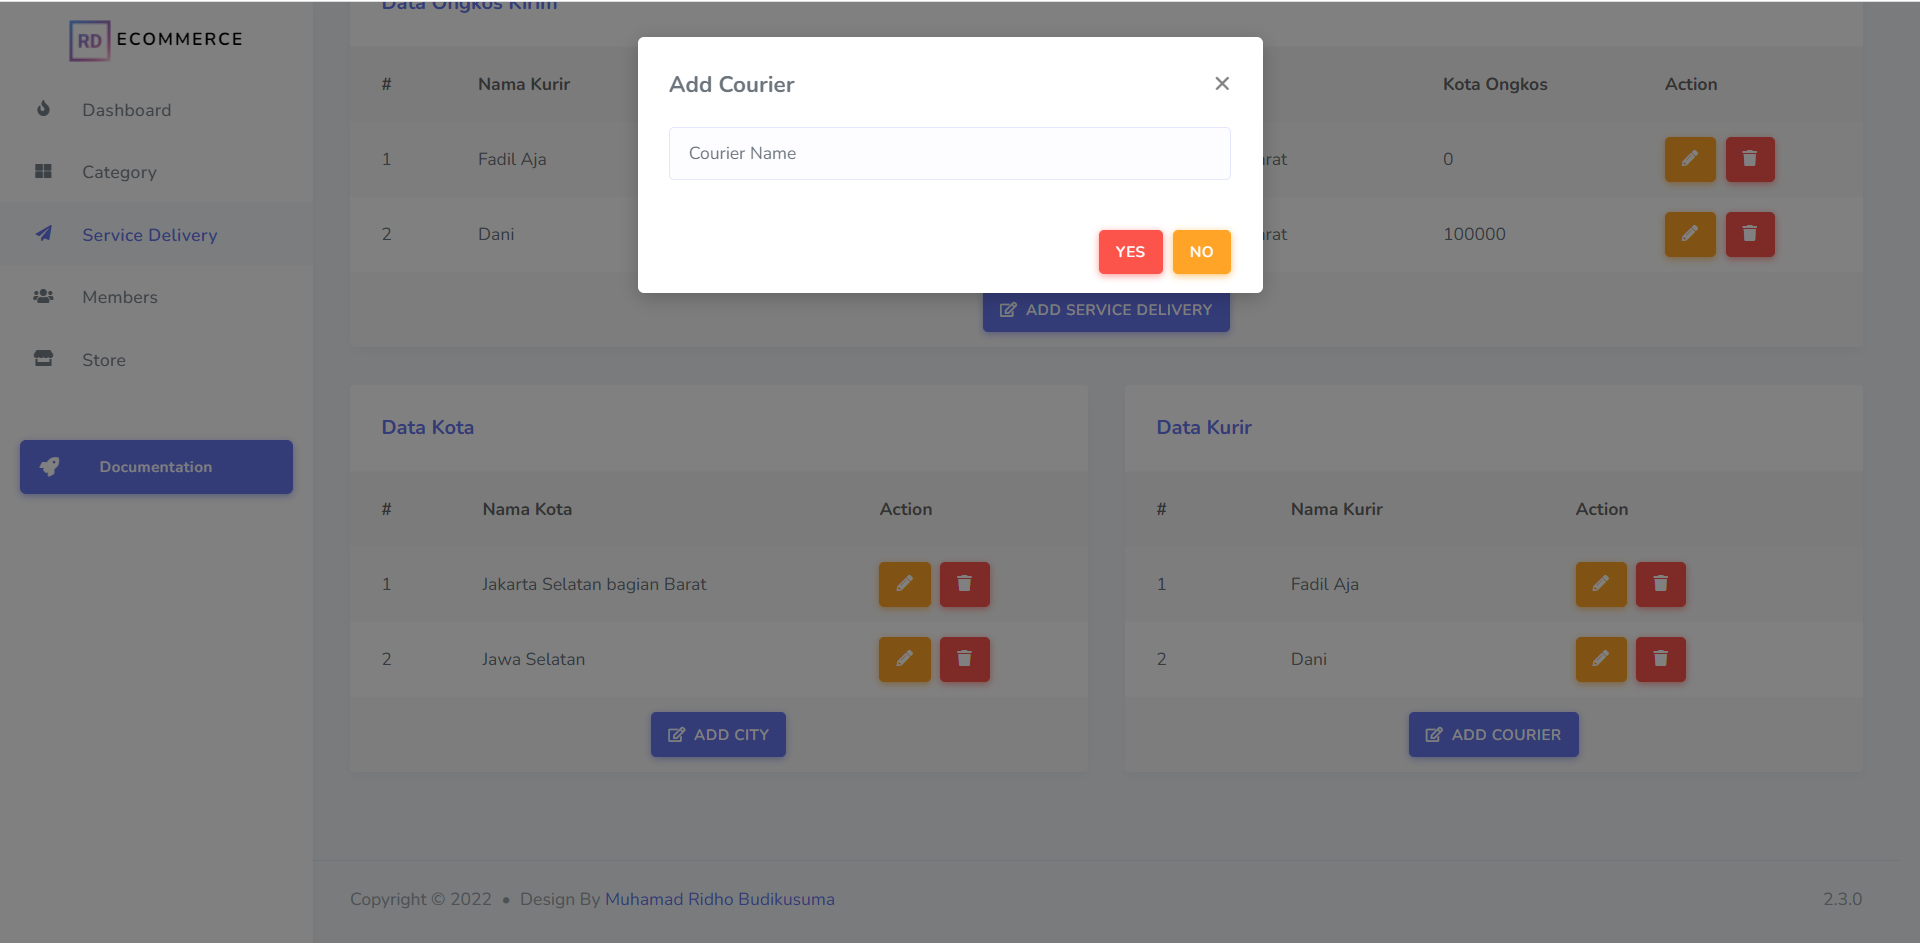 RD ECOMMERCE
Dashboard
Category
Service Delivery
Members
Store
Documentation
Data Ongkos Kirim
# Nama Kurir Kota Ongkos Action
1 Fadil Aja 0
2 Dani 100000
ADD SERVICE DELIVERY
Add Courier ×
Courier Name
YES NO
Data Kota
# Nama Kota Action
1 Jakarta Selatan bagian Barat
2 Jawa Selatan
ADD CITY
Data Kurir
# Nama Kurir Action
1 Fadil Aja
2 Dani
ADD COURIER
Copyright © 2022 • Design By Muhamad Ridho Budikusuma
2.3.0